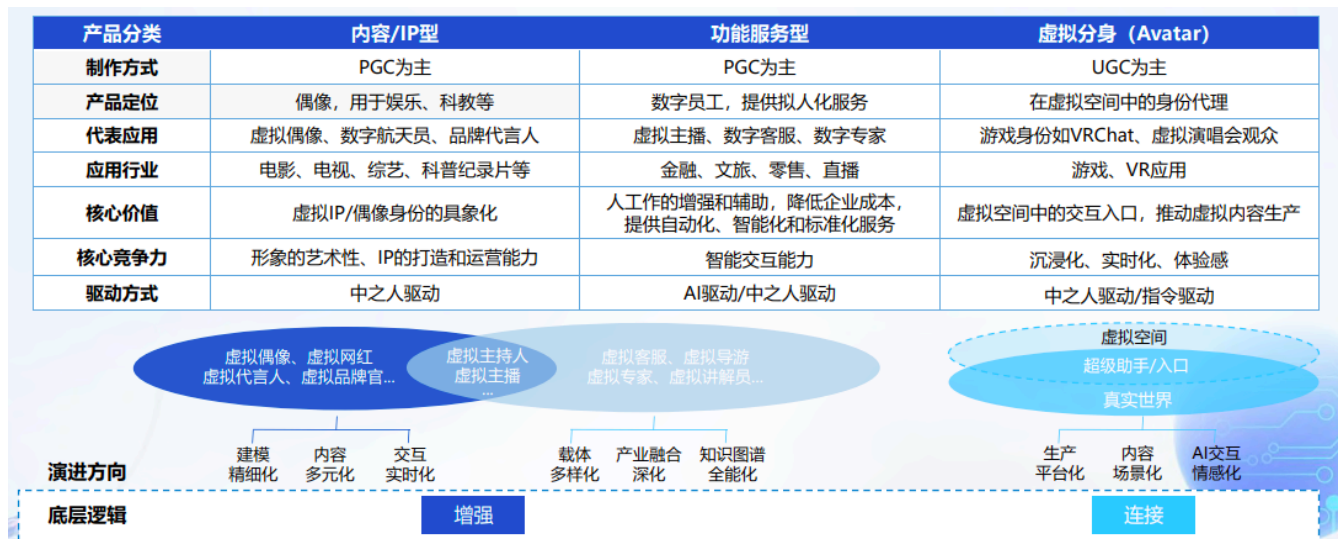 产品分类 内容/IP型 功能服务型 虚拟分身（Avatar）
制作方式 PGC为主 PGC为主 UGC为主
产品定位 偶像，用于娱乐、科教等 数字员工，提供拟人化服务 在虚拟空间中的身份代理
代表应用 虚拟偶像、数字航天员、品牌代言人 虚拟主播、数字客服、数字专家 游戏身份如VRChat、虚拟演唱会观众
应用行业 电影、电视、综艺、科普纪录片等 金融、文旅、零售、直播 游戏、VR应用
核心价值 虚拟IP/偶像身份的具象化 人工作的增强和辅助，降低企业成本，
提供自动化、智能化和标准化服务 虚拟空间中的交互入口，推动虚拟内容生产
核心竞争力 形象的艺术性、IP的打造和运营能力 智能交互能力 沉浸化、实时化、体验感
驱动方式 中之人驱动 AI驱动/中之人驱动 中之人驱动/指令驱动
虚拟偶像、虚拟网红
虚拟代言人、虚拟品牌官...
虚拟主持人
虚拟主播
...
虚拟客服、虚拟导游
虚拟专家、虚拟讲解员...
虚拟空间
超级助手/入口
真实世界
演进方向
建模
精细化
内容
多元化
交互
实时化
载体
多样化
产业融合
深化
知识图谱
全能化
生产
平台化
内容
场景化
AI交互
情感化
底层逻辑 增强 连接